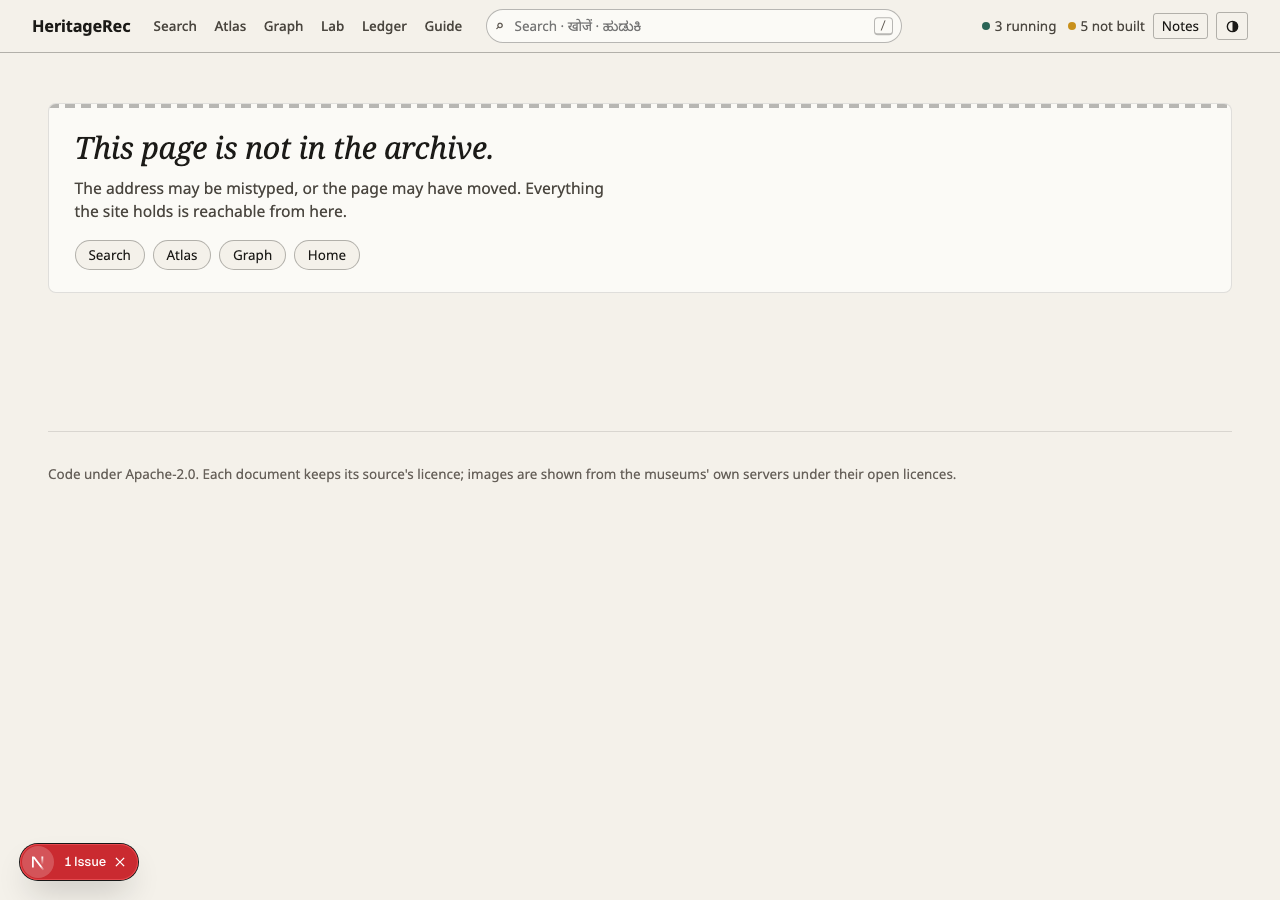 HeritageRec Search Atlas Graph Lab Ledger Guide Search · खोजें · ಹುಡುಕಿ / 3 running 5 not built Notes
This page is not in the archive.
The address may be mistyped, or the page may have moved. Everything
the site holds is reachable from here.
Search Atlas Graph Home
Code under Apache-2.0. Each document keeps its source's licence; images are shown from the museums' own servers under their open licences.
N 1 Issue